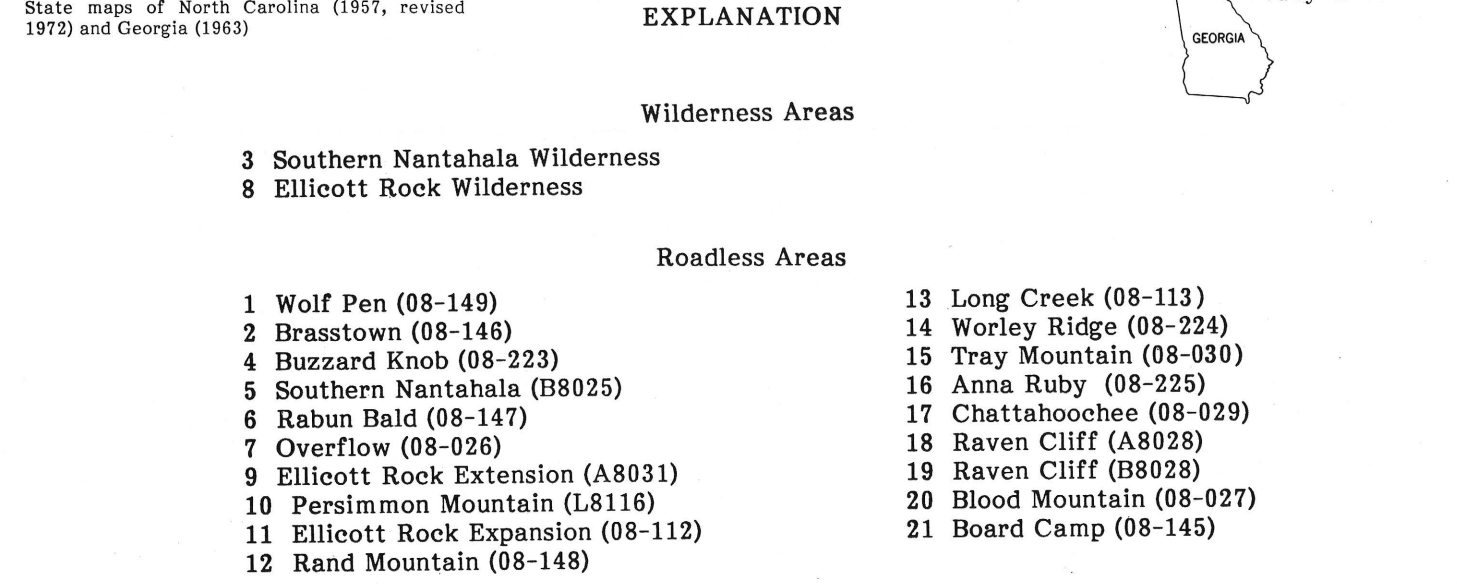 State maps of North Carolina (1957, revised
1972) and Georgia (1963)
EXPLANATION
GEORGIA
Wilderness Areas
3 Southern Nantahala Wilderness
8 Ellicott Rock Wilderness
Roadless Areas
1 Wolf Pen (08-149)
2 Brasstown (08-146)
4 Buzzard Knob (08-223)
5 Southern Nantahala (B8025)
6 Rabun Bald (08-147)
7 Overflow (08-026)
9 Ellicott Rock Extension (A8031)
10 Persimmon Mountain (L8116)
11 Ellicott Rock Expansion (08-112)
12 Rand Mountain (08-148)
13 Long Creek (08-113)
14 Worley Ridge (08-224)
15 Tray Mountain (08-030)
16 Anna Ruby (08-225)
17 Chattahoochee (08-029)
18 Raven Cliff (A8028)
19 Raven Cliff (B8028)
20 Blood Mountain (08-027)
21 Board Camp (08-145)